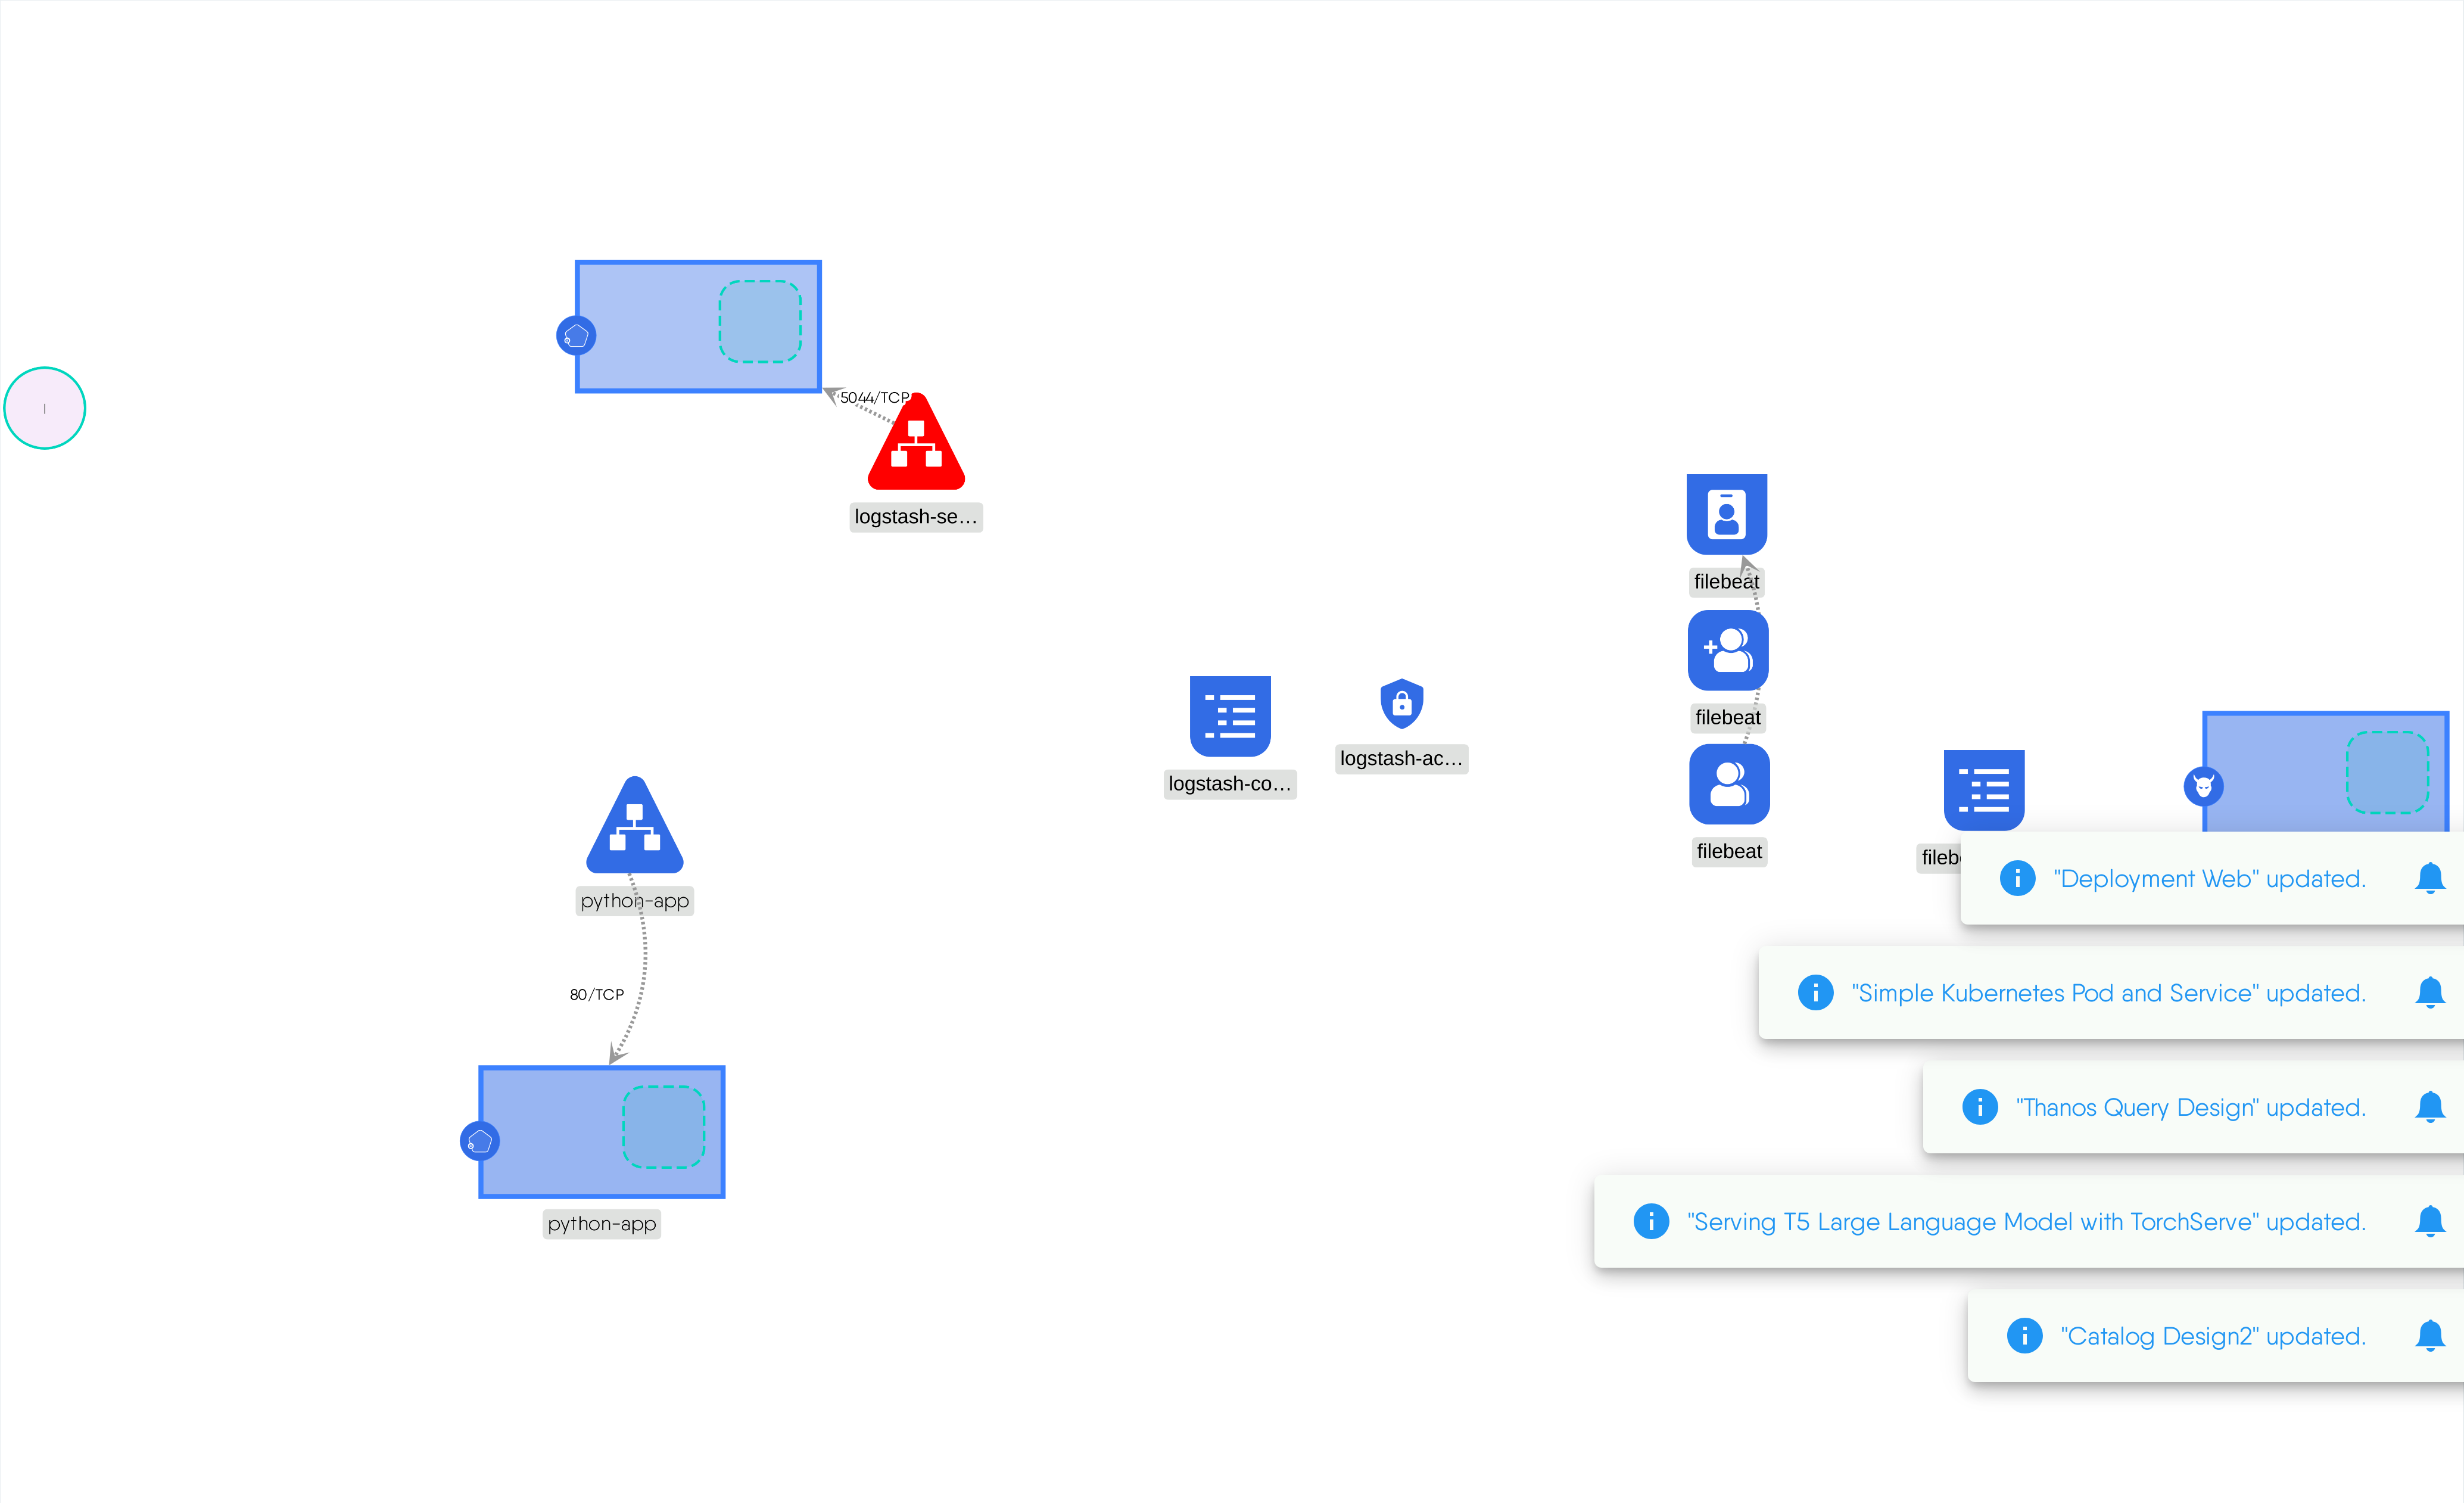 5044/TCP
logstash-se...
filebeat
filebeat
logstash-ac...
logstash-co...
filebeat
python-app
80/TCP
python-app
"Deployment Web" updated.
"Simple Kubernetes Pod and Service" updated.
"Thanos Query Design" updated.
"Serving T5 Large Language Model with TorchServe" updated.
"Catalog Design2" updated.